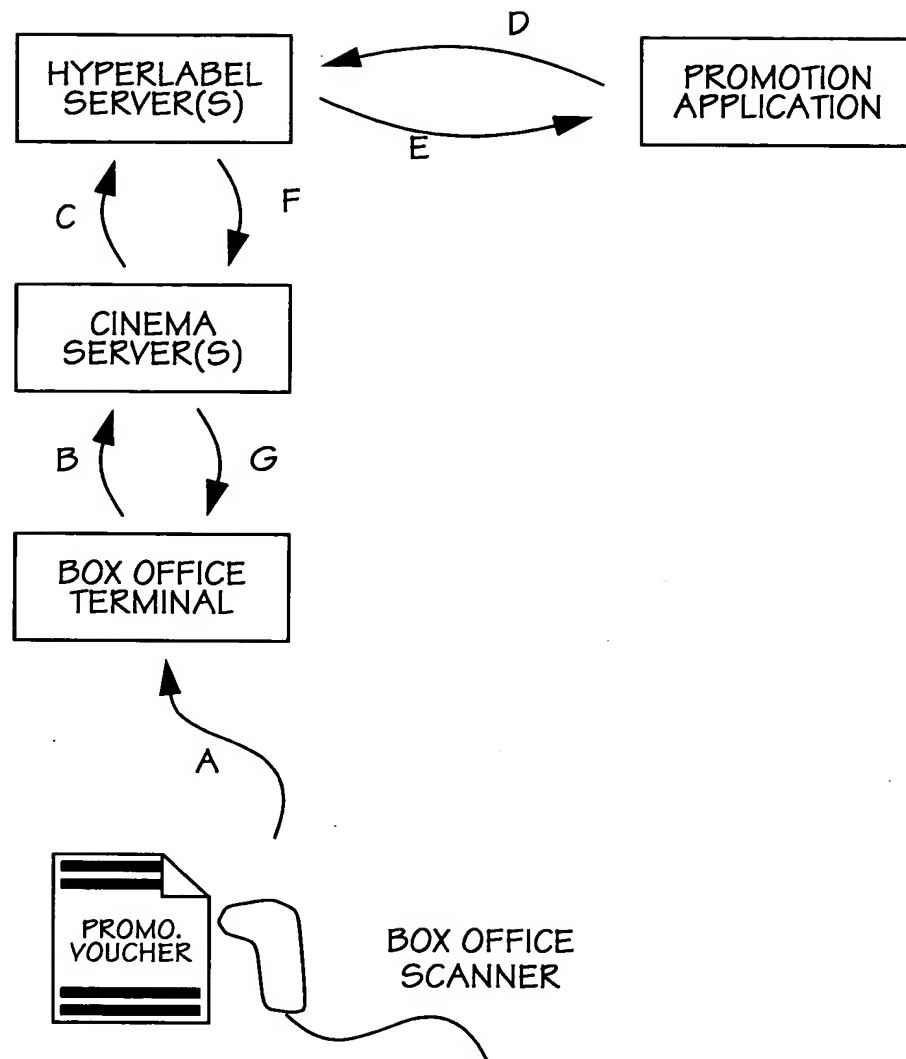 D
HYPERLABEL
SERVER(S)
PROMOTION
APPLICATION
E
C
F
CINEMA
SERVER(S)
B
G
BOX OFFICE
TERMINAL
A
PROMO.
VOUCHER
BOX OFFICE
SCANNER